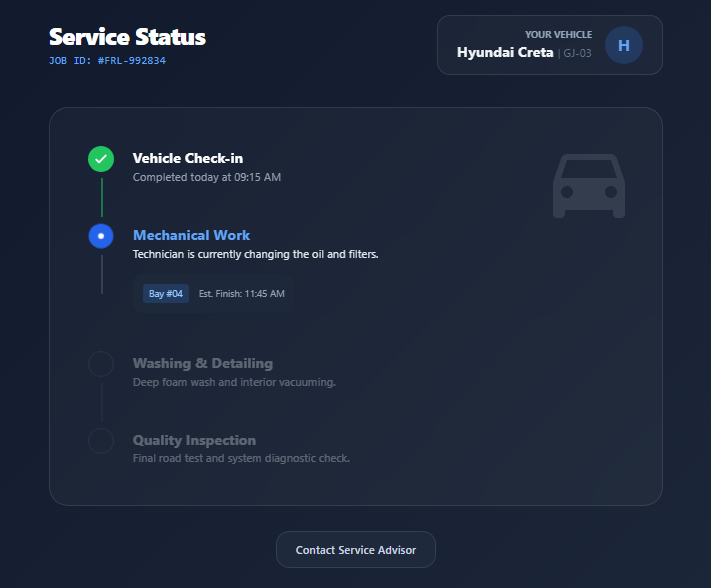 Service Status
JOB ID: #FRL-992834
YOUR VEHICLE
Hyundai Creta | GJ-03
H
Vehicle Check-in
Completed today at 09:15 AM
Mechanical Work
Technician is currently changing the oil and filters.
Bay #04 Est. Finish: 11:45 AM
Washing & Detailing
Deep foam wash and interior vacuuming.
Quality Inspection
Final road test and system diagnostic check.
Contact Service Advisor